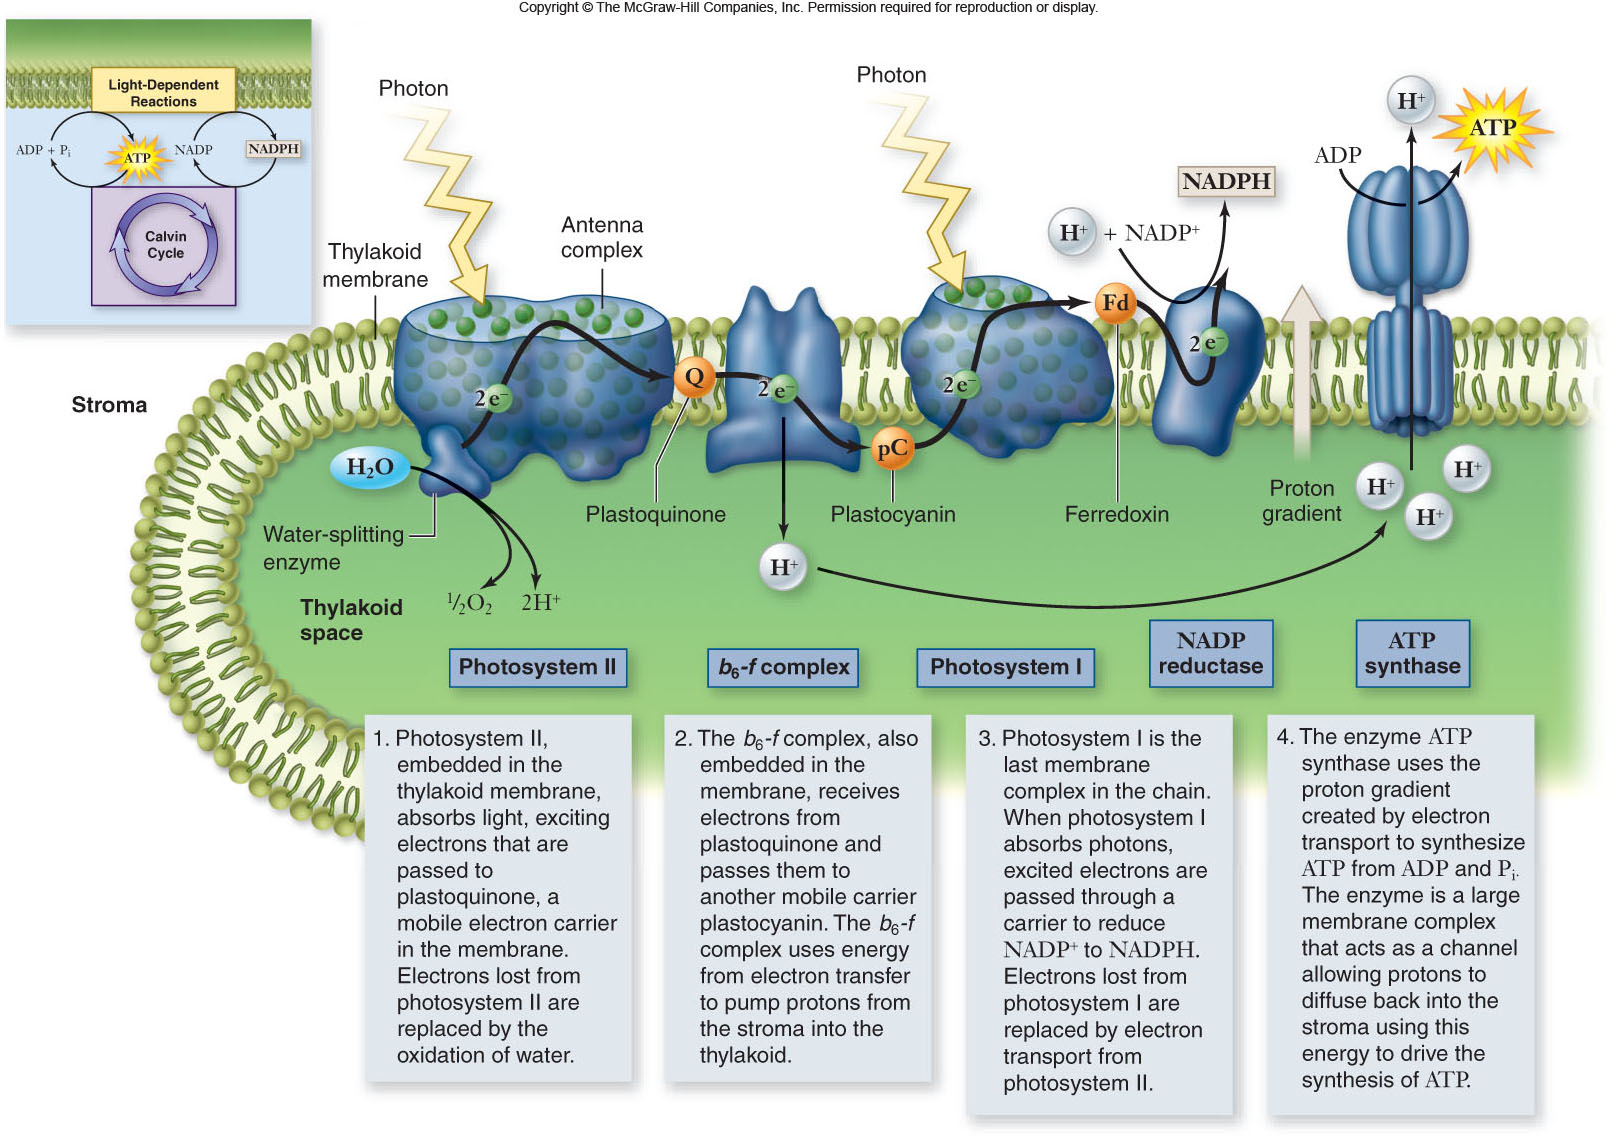 Copyright © The McGraw-Hill Companies, Inc. Permission required for reproduction or display.
Light-Dependent
Reactions
ADP + Pi
ATP
NADP
NADPH
Calvin
Cycle
Photon
Photon
Thylakoid
membrane
Antenna
complex
Stroma
H₂O
Water-splitting
enzyme
½O₂
2H⁺
Thylakoid
space
2e⁻
Q
Plastoquinone
2e⁻
H⁺
pC
Plastocyanin
2e⁻
Fd
Ferredoxin
H⁺ + NADP⁺
NADPH
2e⁻
Proton
gradient
ADP
H⁺
ATP
H⁺
H⁺
H⁺
Photosystem II
b₆-f complex
Photosystem I
NADP
reductase
ATP
synthase
1. Photosystem II,
embedded in the
thylakoid membrane,
absorbs light, exciting
electrons that are
passed to
plastoquinone, a
mobile electron carrier
in the membrane.
Electrons lost from
photosystem II are
replaced by the
oxidation of water.
2. The b₆-f complex, also
embedded in the
membrane, receives
electrons from
plastoquinone and
passes them to
another mobile carrier
plastocyanin. The b₆-f
complex uses energy
from electron transfer
to pump protons from
the stroma into the
thylakoid.
3. Photosystem I is the
last membrane
complex in the chain.
When photosystem I
absorbs photons,
excited electrons are
passed through a
carrier to reduce
NADP⁺ to NADPH.
Electrons lost from
photosystem I are
replaced by electron
transport from
photosystem II.
4. The enzyme ATP
synthase uses the
proton gradient
created by electron
transport to synthesize
ATP from ADP and Pi.
The enzyme is a large
membrane complex
that acts as a channel
allowing protons to
diffuse back into the
stroma using this
energy to drive the
synthesis of ATP.